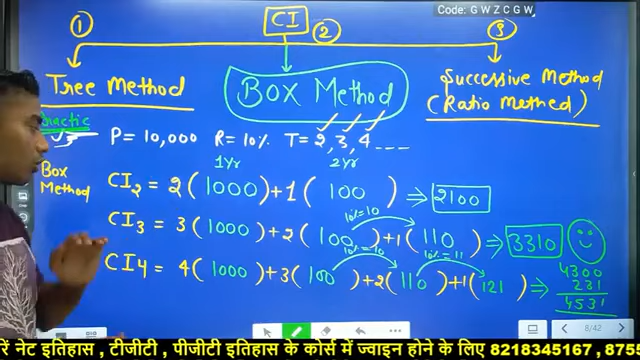 Code: G W Z C G W
① CI ② ③
Tree Method
BOX Method
Successive Method
(Ratio Method)
P = 10,000 R = 10% T = 2, 3, 4 ---
1yr 2yr
Box
Method
CI2 = 2 ( 1000 ) + 1 ( 100 ) ⇒ 2100
10% = 10
CI3 = 3 ( 1000 ) + 2 ( 100 ) + 1 ( 110 ) ⇒ 3310
10% = 10 10% = 11
CI4 = 4 ( 1000 ) + 3 ( 100 ) + 2 ( 110 ) + 1 ( 121 ) ⇒
4300
231
4531
8/42
रें नेट इतिहास , टीजीटी , पीजीटी इतिहास के कोर्स में ज्वाइन होने के लिए 8218345167, 875